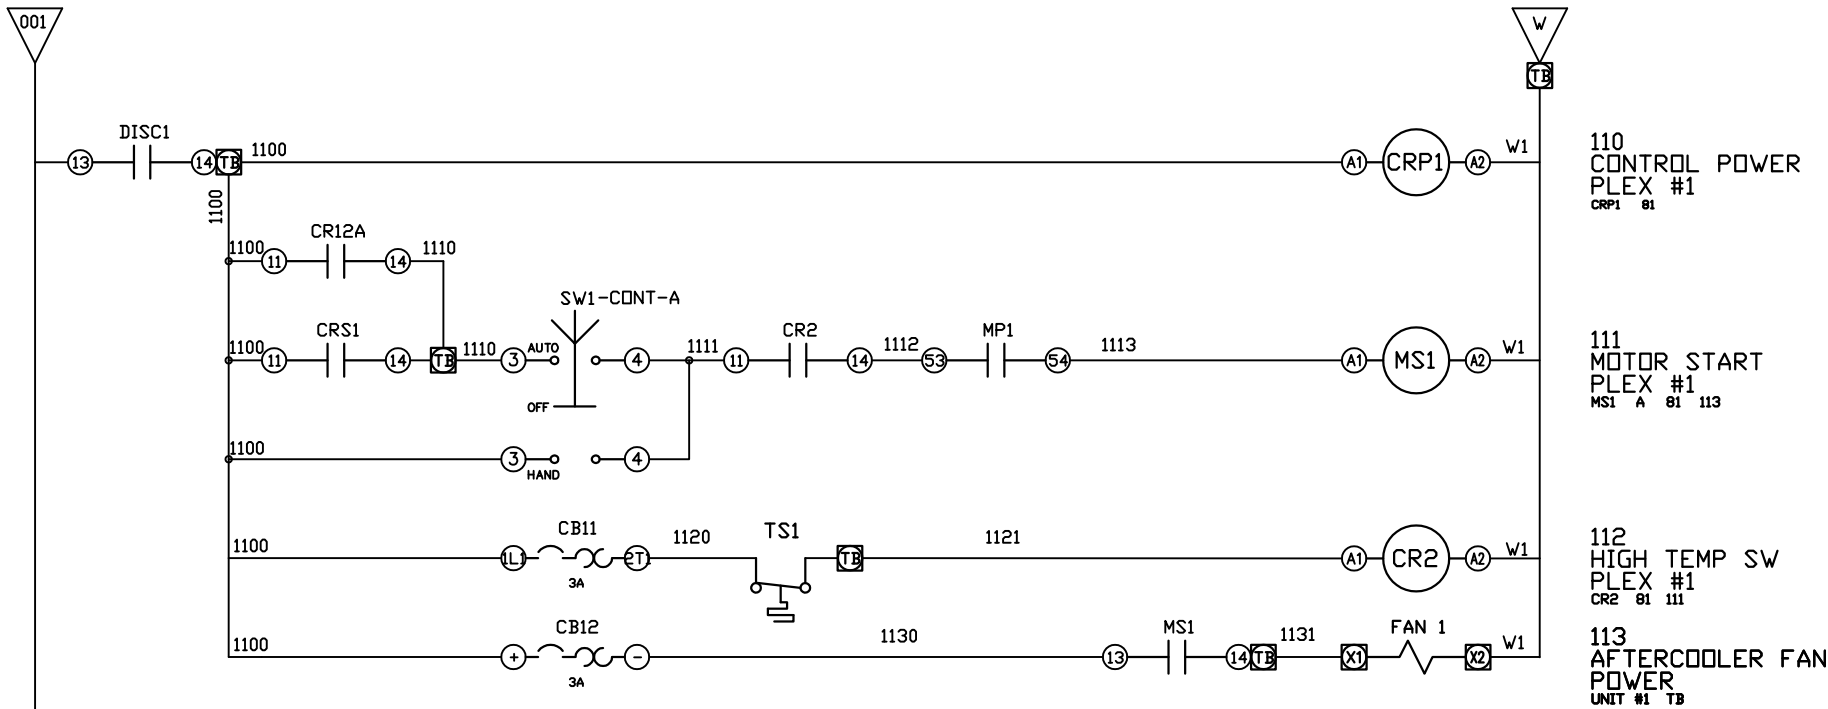 001
W
TB
DISC1
13
14
TB
1100
A1
CRP1
A2
W1
110
CONTROL POWER
PLEX #1
CRP1 81
1100
1100
11
CR12A
14
1110
1100
11
CRS1
14
TB
1110
3
AUTO
SW1-CONT-A
OFF
4
1111
11
CR2
14
1112
53
MP1
54
1113
A1
MS1
A2
W1
111
MOTOR START
PLEX #1
MS1 A 81 113
1100
3
HAND
4
1100
1L1
CB11
3A
2T1
1120
TS1
TB
1121
A1
CR2
A2
W1
112
HIGH TEMP SW
PLEX #1
CR2 81 111
1100
+
CB12
3A
-
1130
13
MS1
14
TB
1131
X1
FAN 1
X2
W1
113
AFTERCOOLER FAN
POWER
UNIT #1 TB